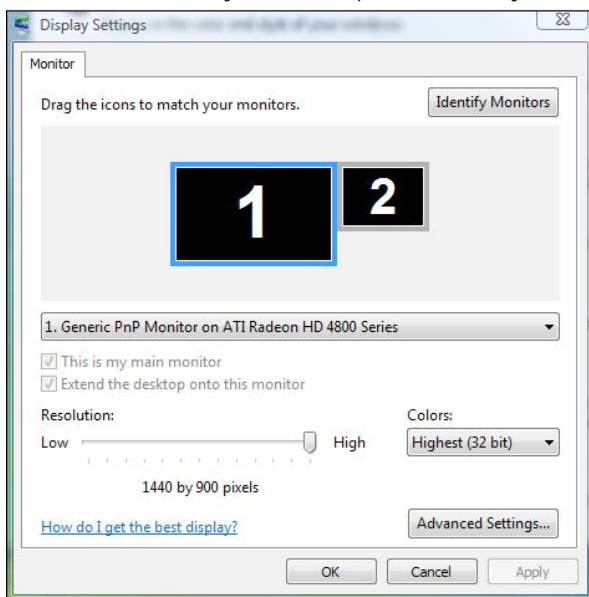 Display Settings
Monitor
Drag the icons to match your monitors.
Identify Monitors
1
2
1. Generic PnP Monitor on ATI Radeon HD 4800 Series
This is my main monitor
Extend the desktop onto this monitor
Resolution:
Colors:
Low
High
Highest (32 bit)
1440 by 900 pixels
How do I get the best display?
Advanced Settings...
OK
Cancel
Apply